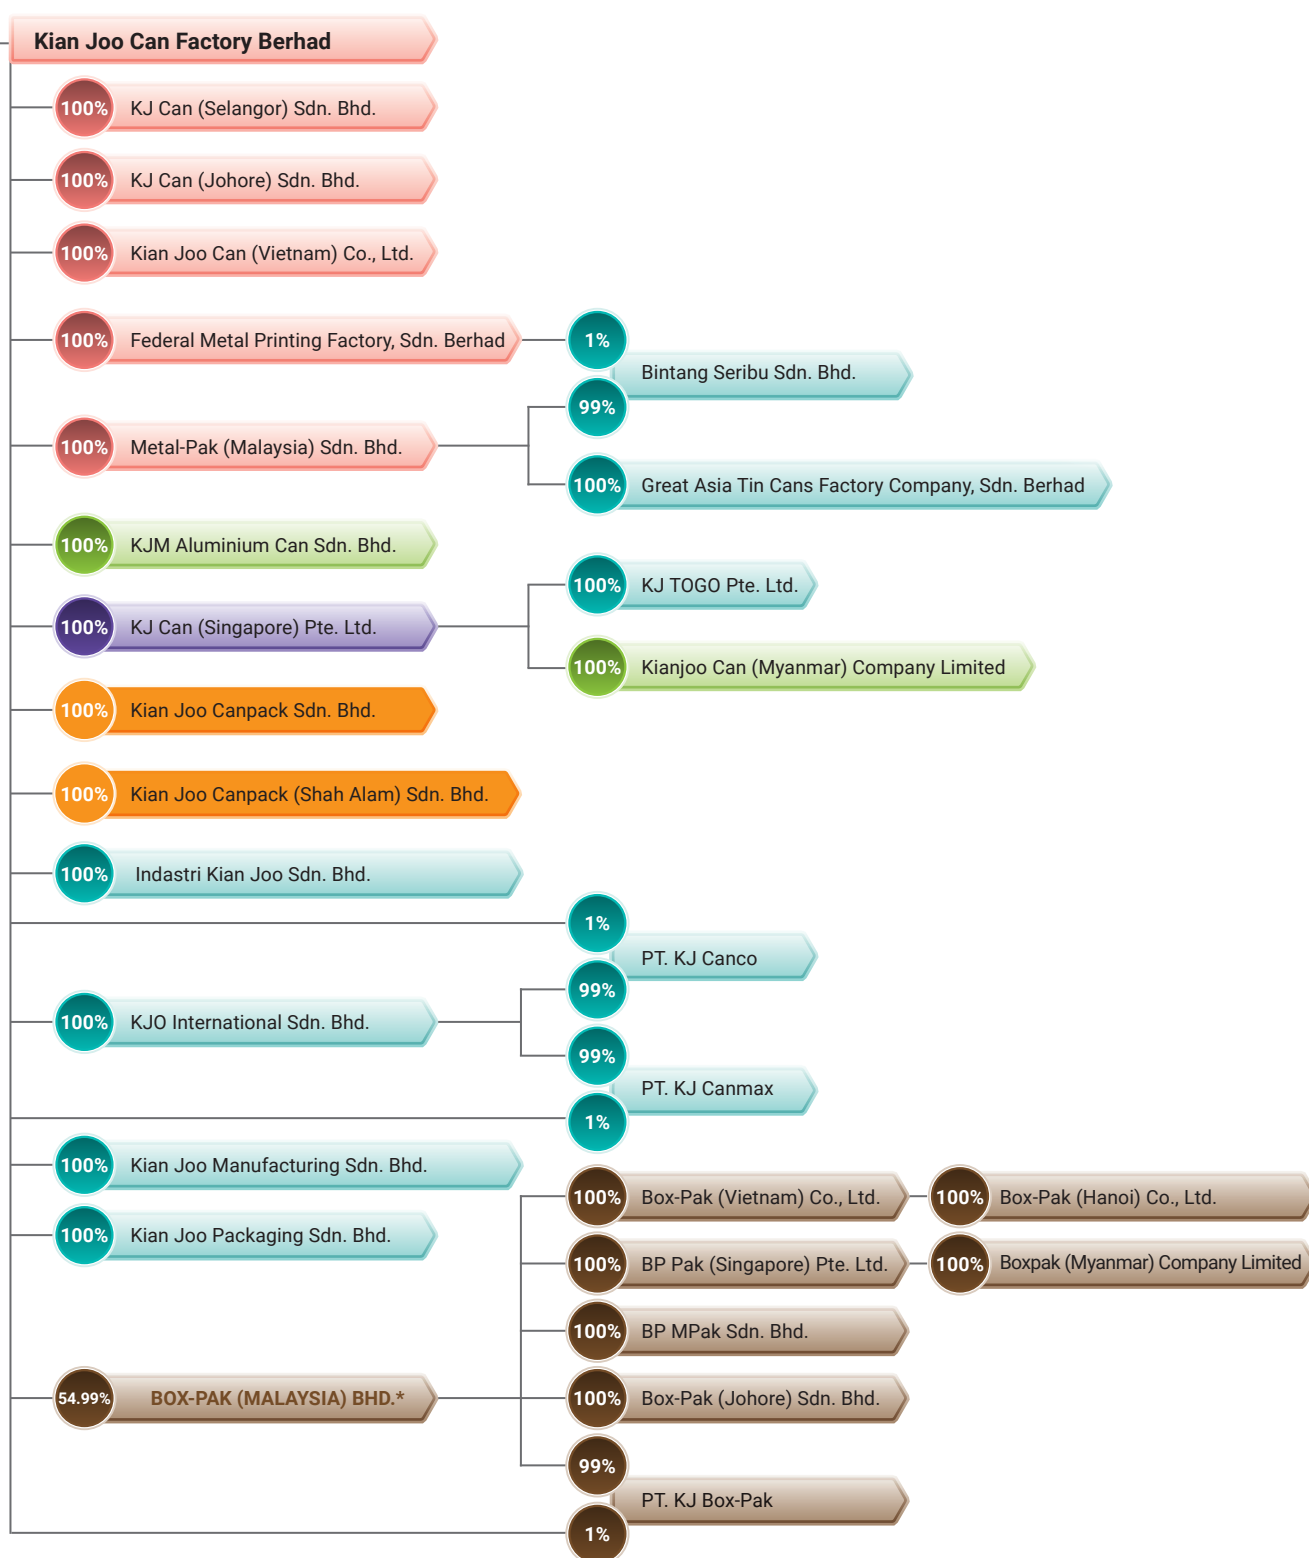 Kian Joo Can Factory Berhad
100% KJ Can (Selangor) Sdn. Bhd.
100% KJ Can (Johore) Sdn. Bhd.
100% Kian Joo Can (Vietnam) Co., Ltd.
100% Federal Metal Printing Factory, Sdn. Berhad 1%
Bintang Seribu Sdn. Bhd.
99%
100% Metal-Pak (Malaysia) Sdn. Bhd.
100% Great Asia Tin Cans Factory Company, Sdn. Berhad
100% KJM Aluminium Can Sdn. Bhd.
100% KJ TOGO Pte. Ltd.
100% KJ Can (Singapore) Pte. Ltd.
100% Kianjoo Can (Myanmar) Company Limited
100% Kian Joo Canpack Sdn. Bhd.
100% Kian Joo Canpack (Shah Alam) Sdn. Bhd.
100% Indastri Kian Joo Sdn. Bhd.
1%
PT. KJ Canco
99%
100% KJO International Sdn. Bhd.
99%
PT. KJ Canmax
1%
100% Kian Joo Manufacturing Sdn. Bhd.
100% Box-Pak (Vietnam) Co., Ltd. 100% Box-Pak (Hanoi) Co., Ltd.
100% Kian Joo Packaging Sdn. Bhd.
100% BP Pak (Singapore) Pte. Ltd. 100% Boxpak (Myanmar) Company Limited
100% BP MPak Sdn. Bhd.
54.99% BOX-PAK (MALAYSIA) BHD.* 100% Box-Pak (Johore) Sdn. Bhd.
99%
PT. KJ Box-Pak
1%